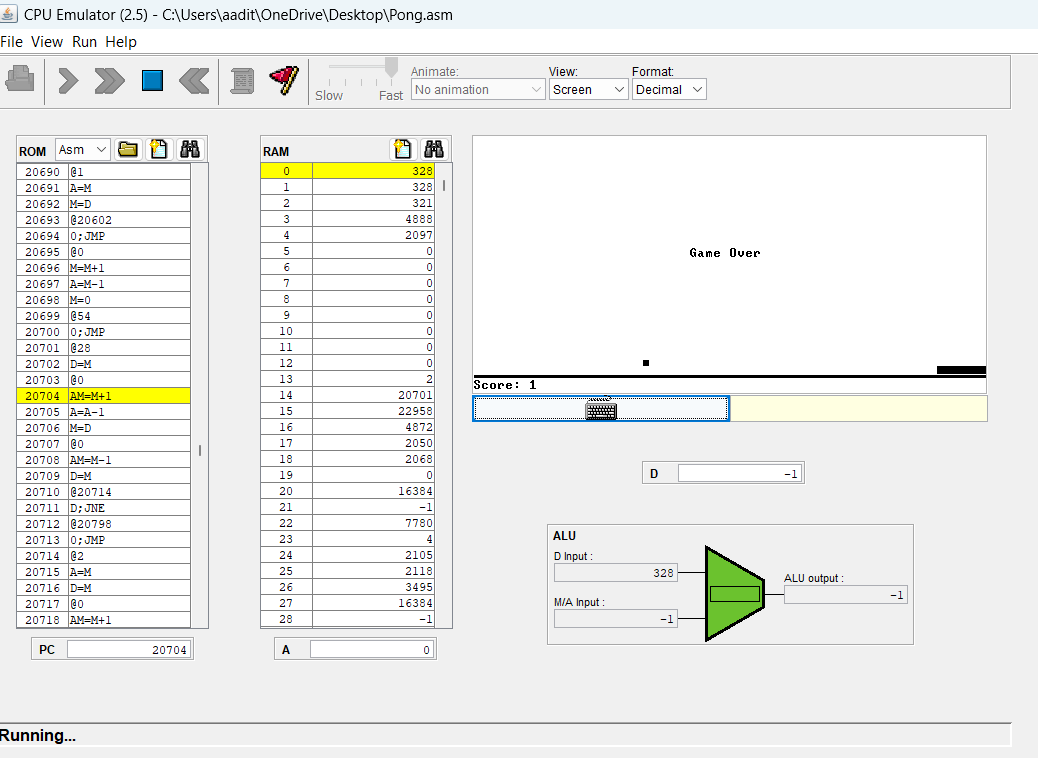 CPU Emulator (2.5) - C:\Users\aadit\OneDrive\Desktop\Pong.asm
File View Run Help
Slow Fast
Animate:
No animation
View:
Screen
Format:
Decimal
ROM Asm
20690 @1
20691 A=M
20692 M=D
20693 @20602
20694 0;JMP
20695 @0
20696 M=M+1
20697 A=M-1
20698 M=0
20699 @54
20700 0;JMP
20701 @28
20702 D=M
20703 @0
20704 AM=M+1
20705 A=A-1
20706 M=D
20707 @0
20708 AM=M-1
20709 D=M
20710 @20714
20711 D;JNE
20712 @20798
20713 0;JMP
20714 @2
20715 A=M
20716 D=M
20717 @0
20718 AM=M+1
PC 20704
RAM
0 328
1 328
2 321
3 4888
4 2097
5 0
6 0
7 0
8 0
9 0
10 0
11 0
12 0
13 2
14 20701
15 22958
16 4872
17 2050
18 2068
19 0
20 16384
21 -1
22 7780
23 4
24 2105
25 2118
26 3495
27 16384
28 -1
A 0
Game Over
Score: 1
D -1
ALU
D Input :
328
M/A Input :
-1
ALU output :
-1
Running...